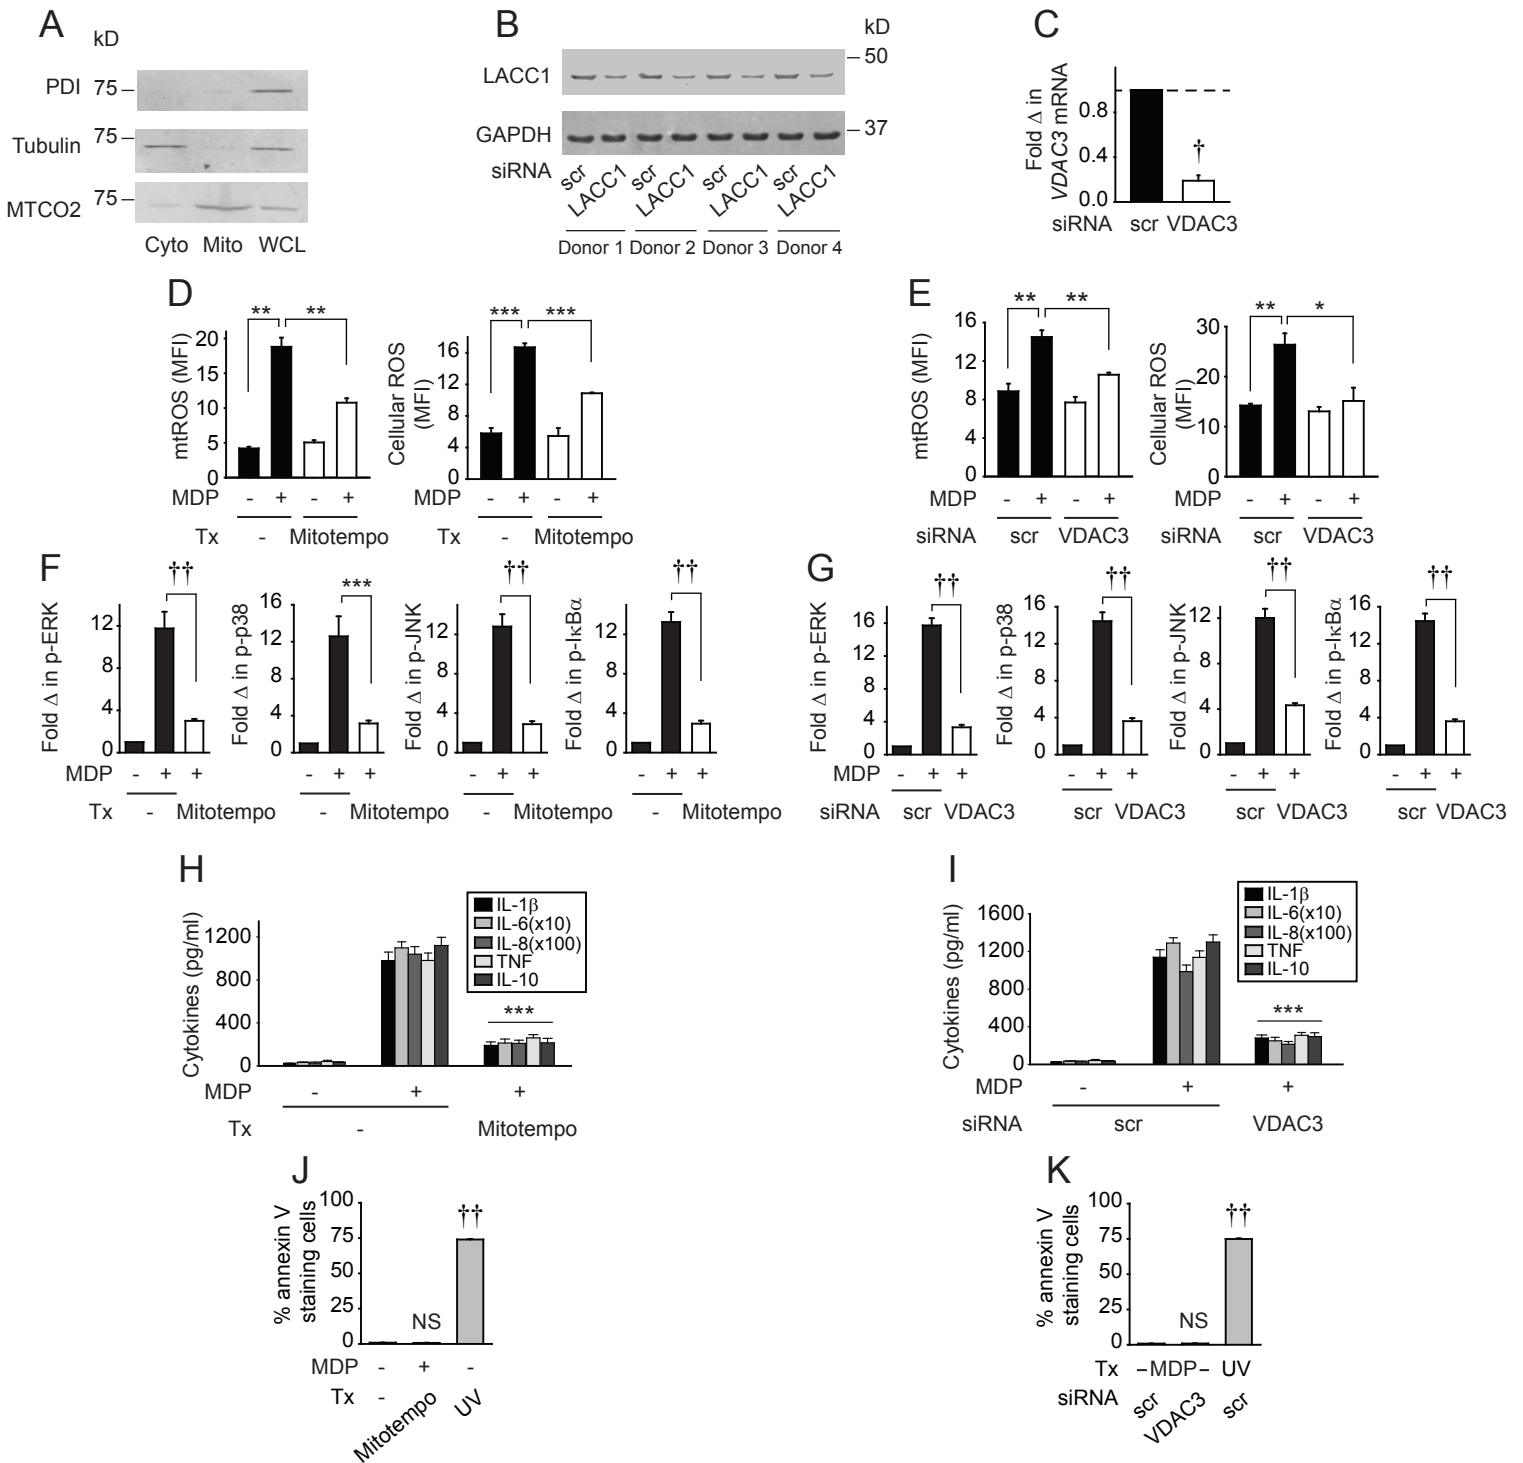 A
kD
PDI 75
Tubulin 75
MTCO2 75
Cyto Mito WCL
B
kD
LACC1 50
GAPDH 37
siRNA scr LACC1 scr LACC1 scr LACC1 scr LACC1
Donor 1 Donor 2 Donor 3 Donor 4
C
Fold Δ in
VDAC3 mRNA
0.8
0.4
0.0
†
siRNA scr VDAC3
D
** **
mtROS (MFI)
20
15
10
5
0
MDP - + - +
Tx - Mitotempo
*** ***
Cellular ROS
(MFI)
16
12
8
4
0
- + - +
Tx - Mitotempo
E
** **
mtROS (MFI)
16
12
8
4
0
MDP - + - +
siRNA scr VDAC3
** *
Cellular ROS
(MFI)
30
20
10
0
MDP - + - +
siRNA scr VDAC3
F
††
Fold Δ in p-ERK
12
8
4
0
MDP - + +
Tx - Mitotempo
***
Fold Δ in p-p38
16
12
8
4
0
- + +
- Mitotempo
††
Fold Δ in p-JNK
12
8
4
0
- + +
- Mitotempo
††
Fold Δ in p-IκBα
12
8
4
0
- + +
- Mitotempo
G
††
Fold Δ in p-ERK
16
12
8
4
0
MDP - + +
siRNA scr VDAC3
††
Fold Δ in p-p38
16
12
8
4
0
- + +
scr VDAC3
††
Fold Δ in p-JNK
12
8
4
0
- + +
scr VDAC3
††
Fold Δ in p-IκBα
16
12
8
4
0
- + +
scr VDAC3
H
Cytokines (pg/ml)
1200
800
400
0
IL-1β
IL-6(x10)
IL-8(x100)
TNF
IL-10
***
MDP - + +
Tx - Mitotempo
I
Cytokines (pg/ml)
1600
1200
800
400
0
IL-1β
IL-6(x10)
IL-8(x100)
TNF
IL-10
***
MDP - + +
siRNA scr VDAC3
J
% annexin V
staining cells
100
75
50
25
0
NS
††
MDP - + -
Tx - Mitotempo UV
K
% annexin V
staining cells
100
75
50
25
0
NS
††
Tx –MDP– UV
siRNA scr VDAC3 scr